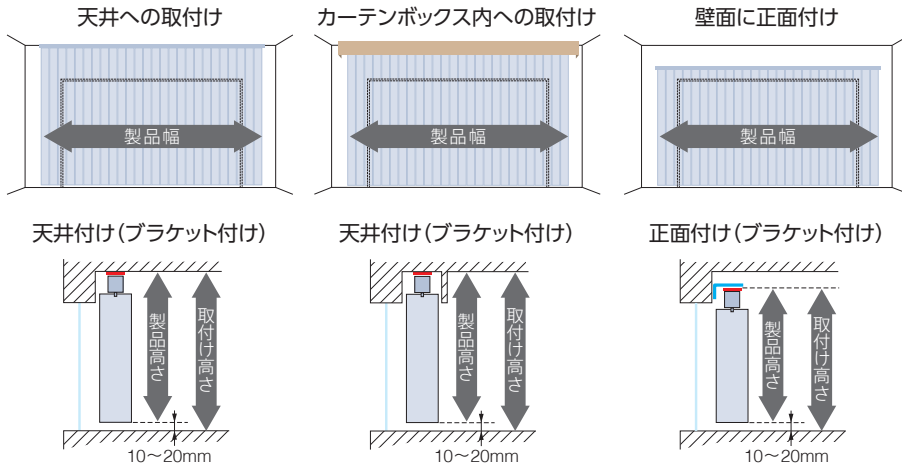 天井への取付け
カーテンボックス内への取付け
壁面に正面付け
製品幅
製品幅
製品幅
天井付け（ブラケット付け）
天井付け（ブラケット付け）
正面付け（ブラケット付け）
製品高さ
取付け高さ
製品高さ
取付け高さ
製品高さ
取付け高さ
10〜20mm
10〜20mm
10〜20mm